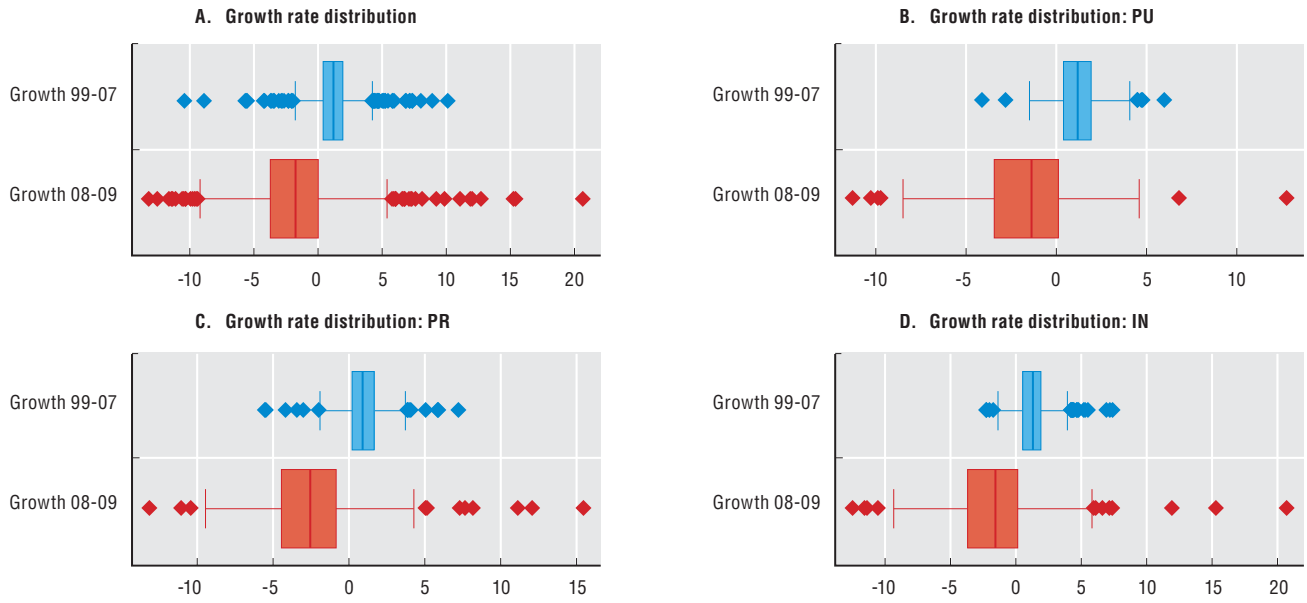 A. Growth rate distribution
Growth 99-07
Growth 08-09
-10 -5 0 5 10 15 20
B. Growth rate distribution: PU
Growth 99-07
Growth 08-09
-10 -5 0 5 10
C. Growth rate distribution: PR
Growth 99-07
Growth 08-09
-10 -5 0 5 10 15
D. Growth rate distribution: IN
Growth 99-07
Growth 08-09
-10 -5 0 5 10 15 20